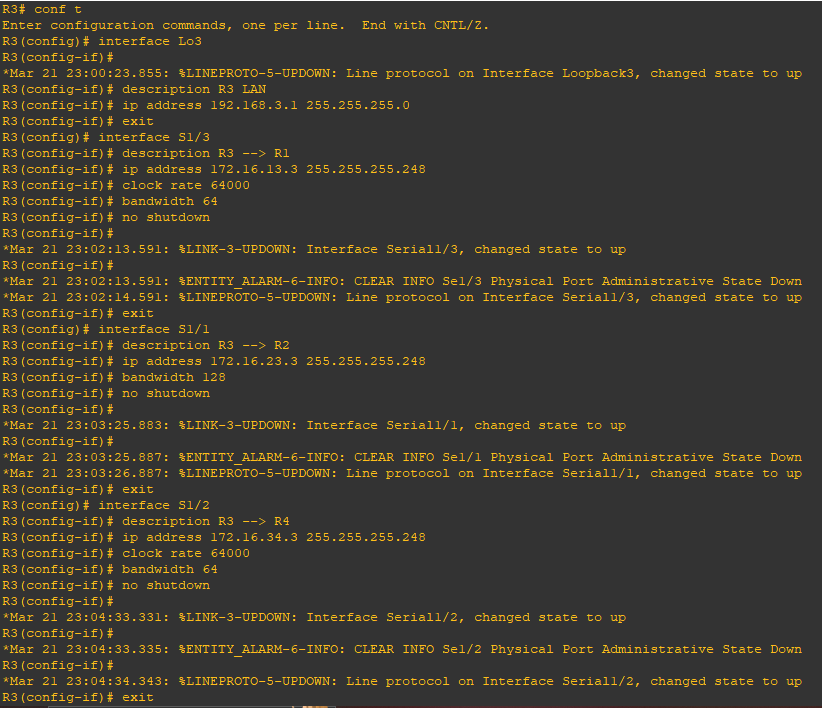 R3# conf t
Enter configuration commands, one per line.  End with CNTL/Z.
R3(config)# interface Lo3
R3(config-if)#
*Mar 21 23:00:23.855: %LINEPROTO-5-UPDOWN: Line protocol on Interface Loopback3, changed state to up
R3(config-if)# description R3 LAN
R3(config-if)# ip address 192.168.3.1 255.255.255.0
R3(config-if)# exit
R3(config)# interface S1/3
R3(config-if)# description R3 --> R1
R3(config-if)# ip address 172.16.13.3 255.255.255.248
R3(config-if)# clock rate 64000
R3(config-if)# bandwidth 64
R3(config-if)# no shutdown
R3(config-if)#
*Mar 21 23:02:13.591: %LINK-3-UPDOWN: Interface Serial1/3, changed state to up
R3(config-if)#
*Mar 21 23:02:13.591: %ENTITY_ALARM-6-INFO: CLEAR INFO Se1/3 Physical Port Administrative State Down
*Mar 21 23:02:14.591: %LINEPROTO-5-UPDOWN: Line protocol on Interface Serial1/3, changed state to up
R3(config-if)# exit
R3(config)# interface S1/1
R3(config-if)# description R3 --> R2
R3(config-if)# ip address 172.16.23.3 255.255.255.248
R3(config-if)# bandwidth 128
R3(config-if)# no shutdown
R3(config-if)#
*Mar 21 23:03:25.883: %LINK-3-UPDOWN: Interface Serial1/1, changed state to up
R3(config-if)#
*Mar 21 23:03:25.887: %ENTITY_ALARM-6-INFO: CLEAR INFO Se1/1 Physical Port Administrative State Down
*Mar 21 23:03:26.887: %LINEPROTO-5-UPDOWN: Line protocol on Interface Serial1/1, changed state to up
R3(config-if)# exit
R3(config)# interface S1/2
R3(config-if)# description R3 --> R4
R3(config-if)# ip address 172.16.34.3 255.255.255.248
R3(config-if)# clock rate 64000
R3(config-if)# bandwidth 64
R3(config-if)# no shutdown
R3(config-if)#
*Mar 21 23:04:33.331: %LINK-3-UPDOWN: Interface Serial1/2, changed state to up
R3(config-if)#
*Mar 21 23:04:33.335: %ENTITY_ALARM-6-INFO: CLEAR INFO Se1/2 Physical Port Administrative State Down
R3(config-if)#
*Mar 21 23:04:34.343: %LINEPROTO-5-UPDOWN: Line protocol on Interface Serial1/2, changed state to up
R3(config-if)# exit